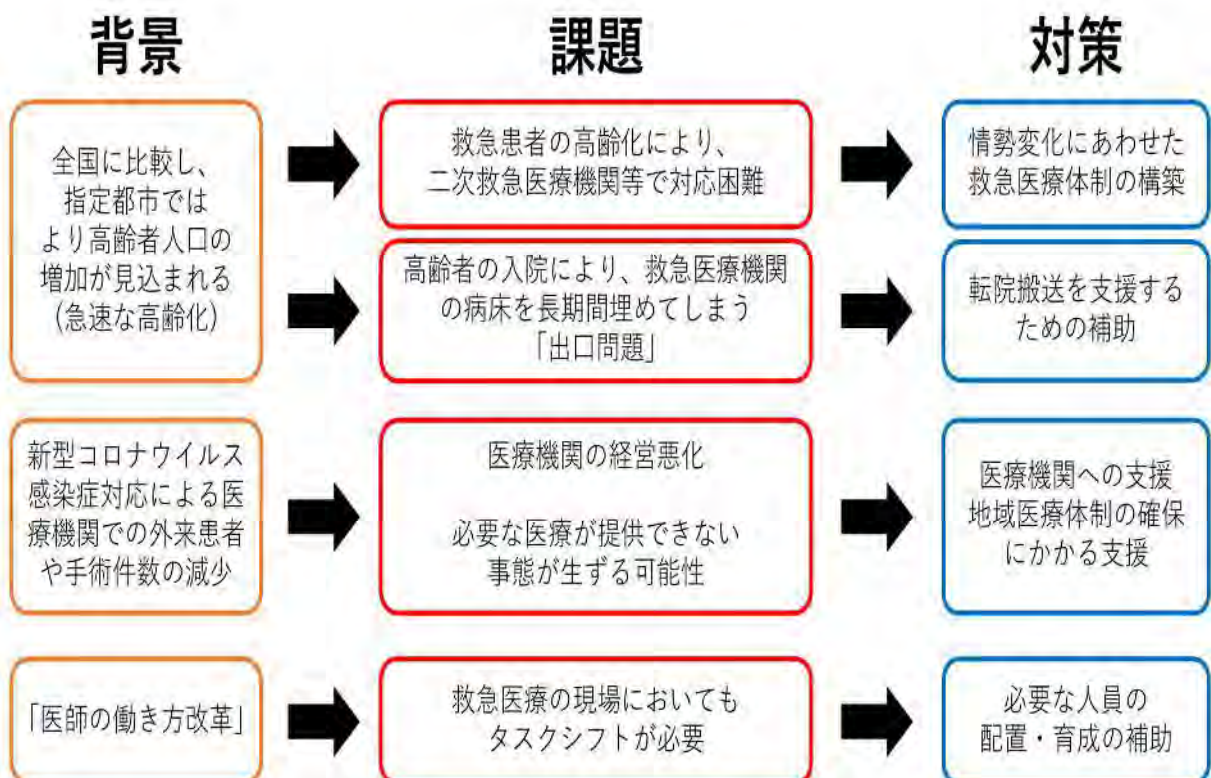 背景
課題
対策
全国に比較し、
指定都市では
より高齢者人口の
増加が見込まれる
(急速な高齢化)
救急患者の高齢化により、
二次救急医療機関等で対応困難
情勢変化にあわせた
救急医療体制の構築
高齢者の入院により、救急医療機関
の病床を長期間埋めてしまう
「出口問題」
転院搬送を支援する
ための補助
新型コロナウイルス
感染症対応による医
療機関での外来患者
や手術件数の減少
医療機関の経営悪化
必要な医療が提供できない
事態が生ずる可能性
医療機関への支援
地域医療体制の確保
にかかる支援
「医師の働き方改革」
救急医療の現場においても
タスクシフトが必要
必要な人員の
配置・育成の補助